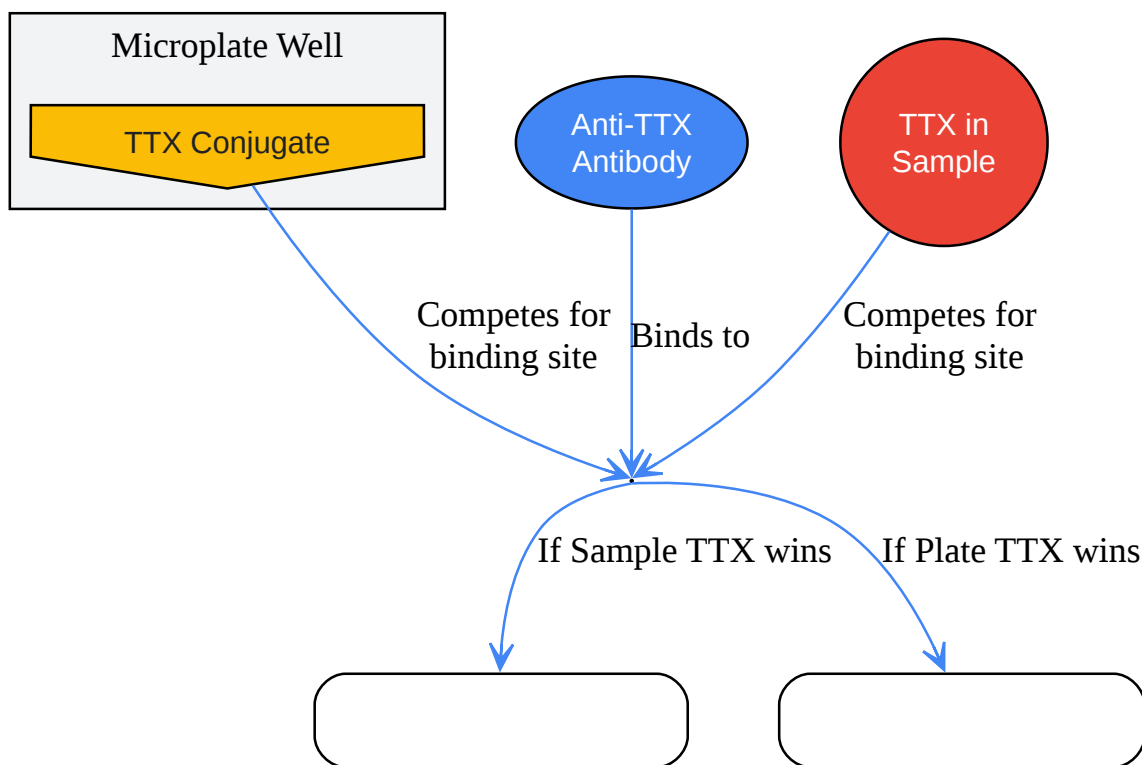 Microplate Well
TTX Conjugate
Anti-TTX
Antibody
TTX in
Sample
Competes for
binding site
Binds to
Competes for
binding site
If Sample TTX wins
If Plate TTX wins